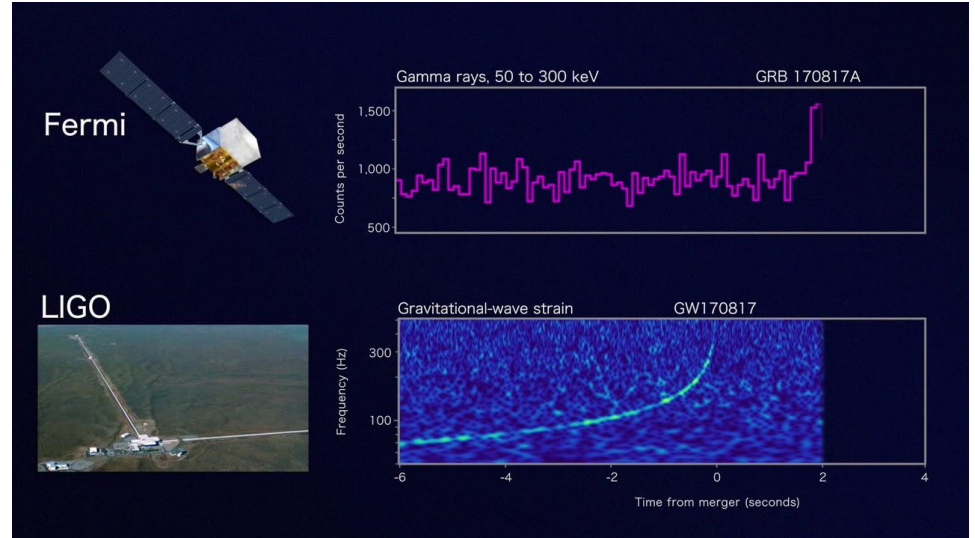 Fermi
Gamma rays, 50 to 300 keV
GRB 170817A
Counts per second
1,500
1,000
500
LIGO
Gravitational-wave strain
GW170817
Frequency (Hz)
300
100
-6
-4
-2
0
2
4
Time from merger (seconds)